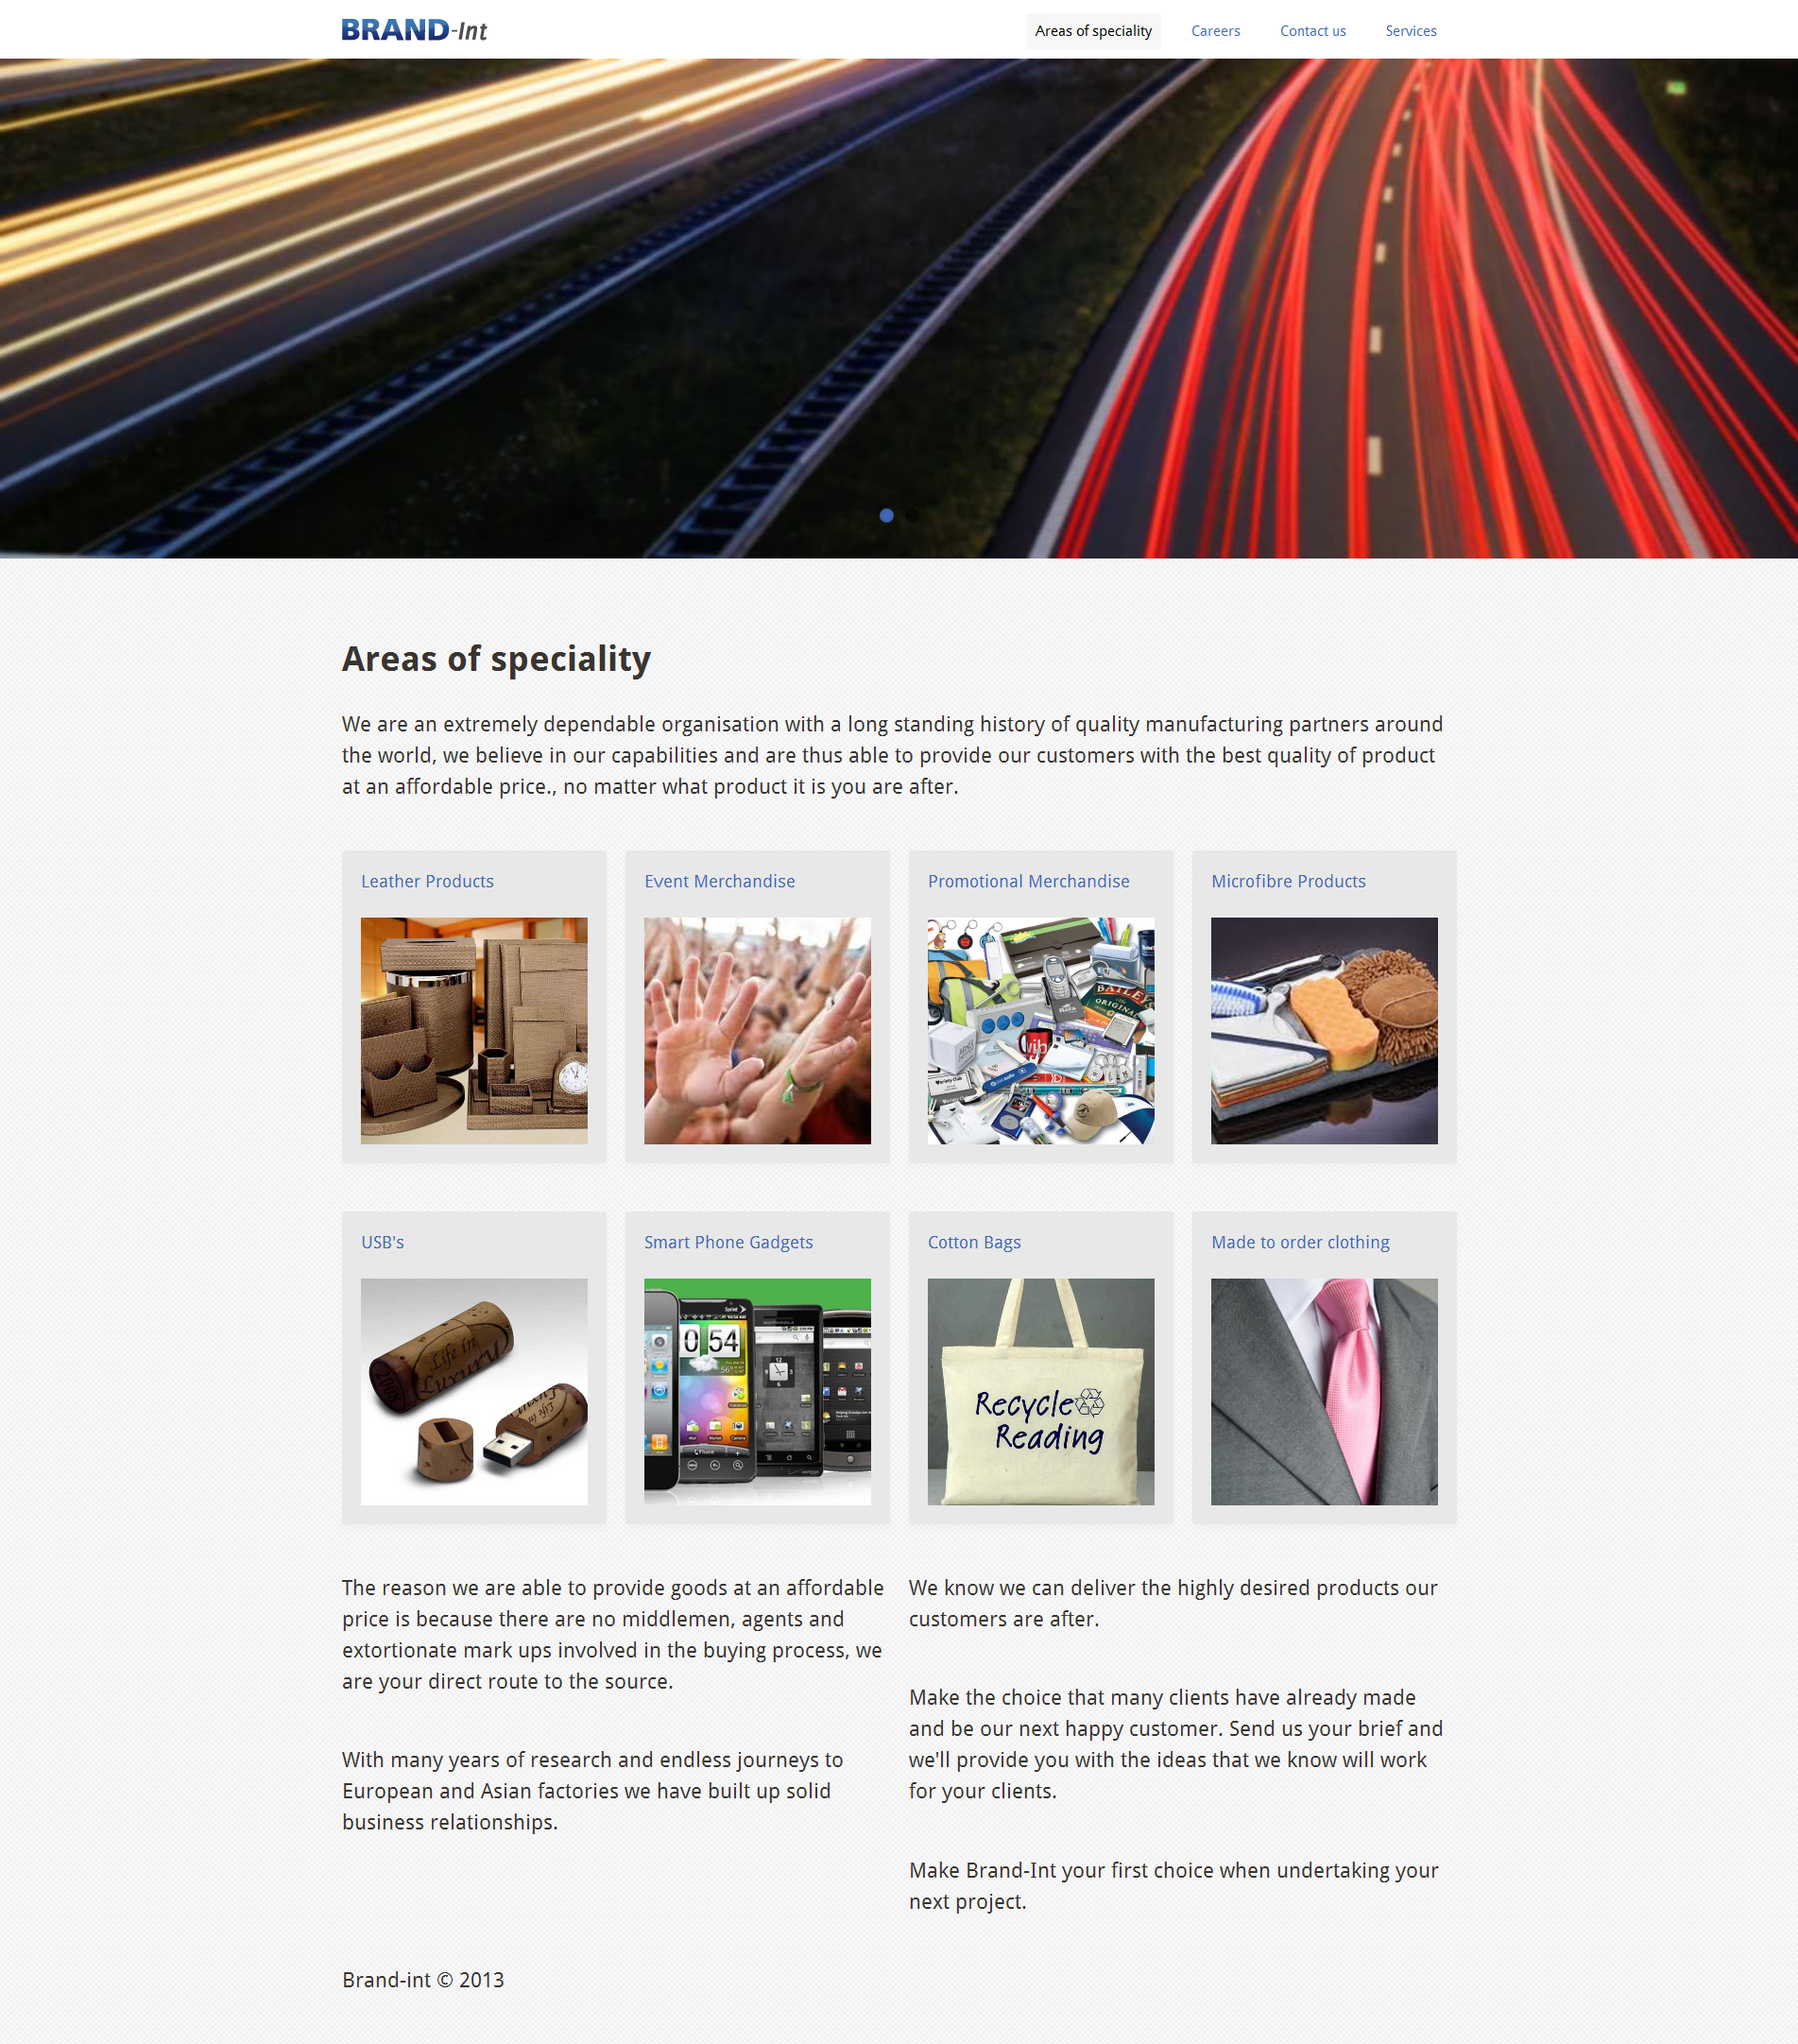 BRAND-Int
Areas of speciality Careers Contact us Services
Areas of speciality
We are an extremely dependable organisation with a long standing history of quality manufacturing partners around
the world, we believe in our capabilities and are thus able to provide our customers with the best quality of product
at an affordable price., no matter what product it is you are after.
Leather Products
Event Merchandise
Promotional Merchandise
BAILEYS
ORIGINAL
Microfibre Products
USB's
Life in
Luxury
2008
Smart Phone Gadgets
Sprint
0 54
56°
MOTOROLA
Phone
verizon
Cotton Bags
Recycle
Reading
Made to order clothing
The reason we are able to provide goods at an affordable
price is because there are no middlemen, agents and
extortionate mark ups involved in the buying process, we
are your direct route to the source.
With many years of research and endless journeys to
European and Asian factories we have built up solid
business relationships.
We know we can deliver the highly desired products our
customers are after.
Make the choice that many clients have already made
and be our next happy customer. Send us your brief and
we'll provide you with the ideas that we know will work
for your clients.
Make Brand-Int your first choice when undertaking your
next project.
Brand-int © 2013